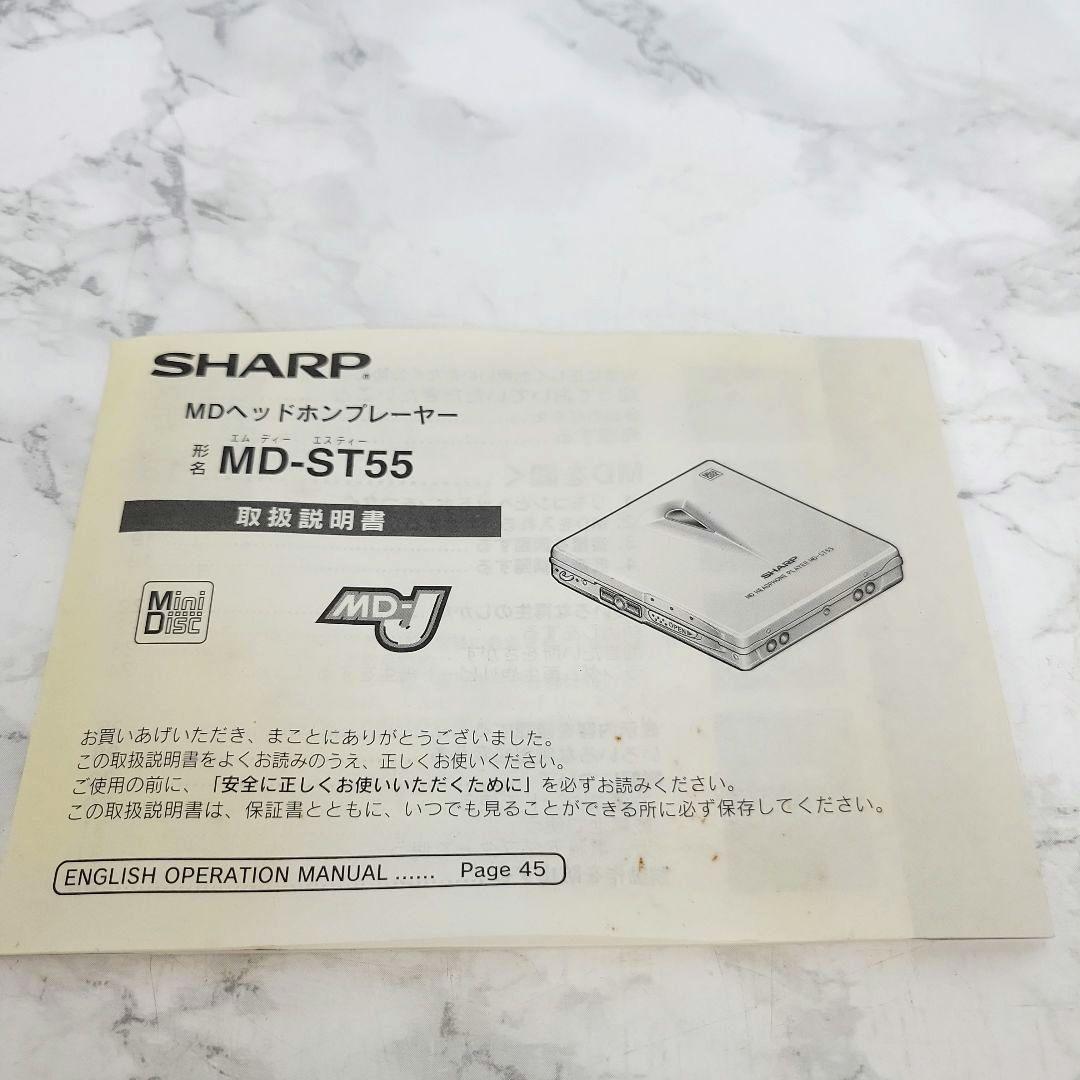 SHARP®
MDヘッドホンプレーヤー
エム ディー エスティー
形名 MD-ST55
取扱説明書
Mini
Disc
MD-J
SHARP
MD HEADPHONE PLAYER MD-ST55
OPEN
お買いあげいただき、まことにありがとうございました。
この取扱説明書をよくお読みのうえ、正しくお使いください。
ご使用の前に、「安全に正しくお使いいただくために」を必ずお読みください。
この取扱説明書は、保証書とともに、いつでも見ることができる所に必ず保存してください。
ENGLISH OPERATION MANUAL ...... Page 45